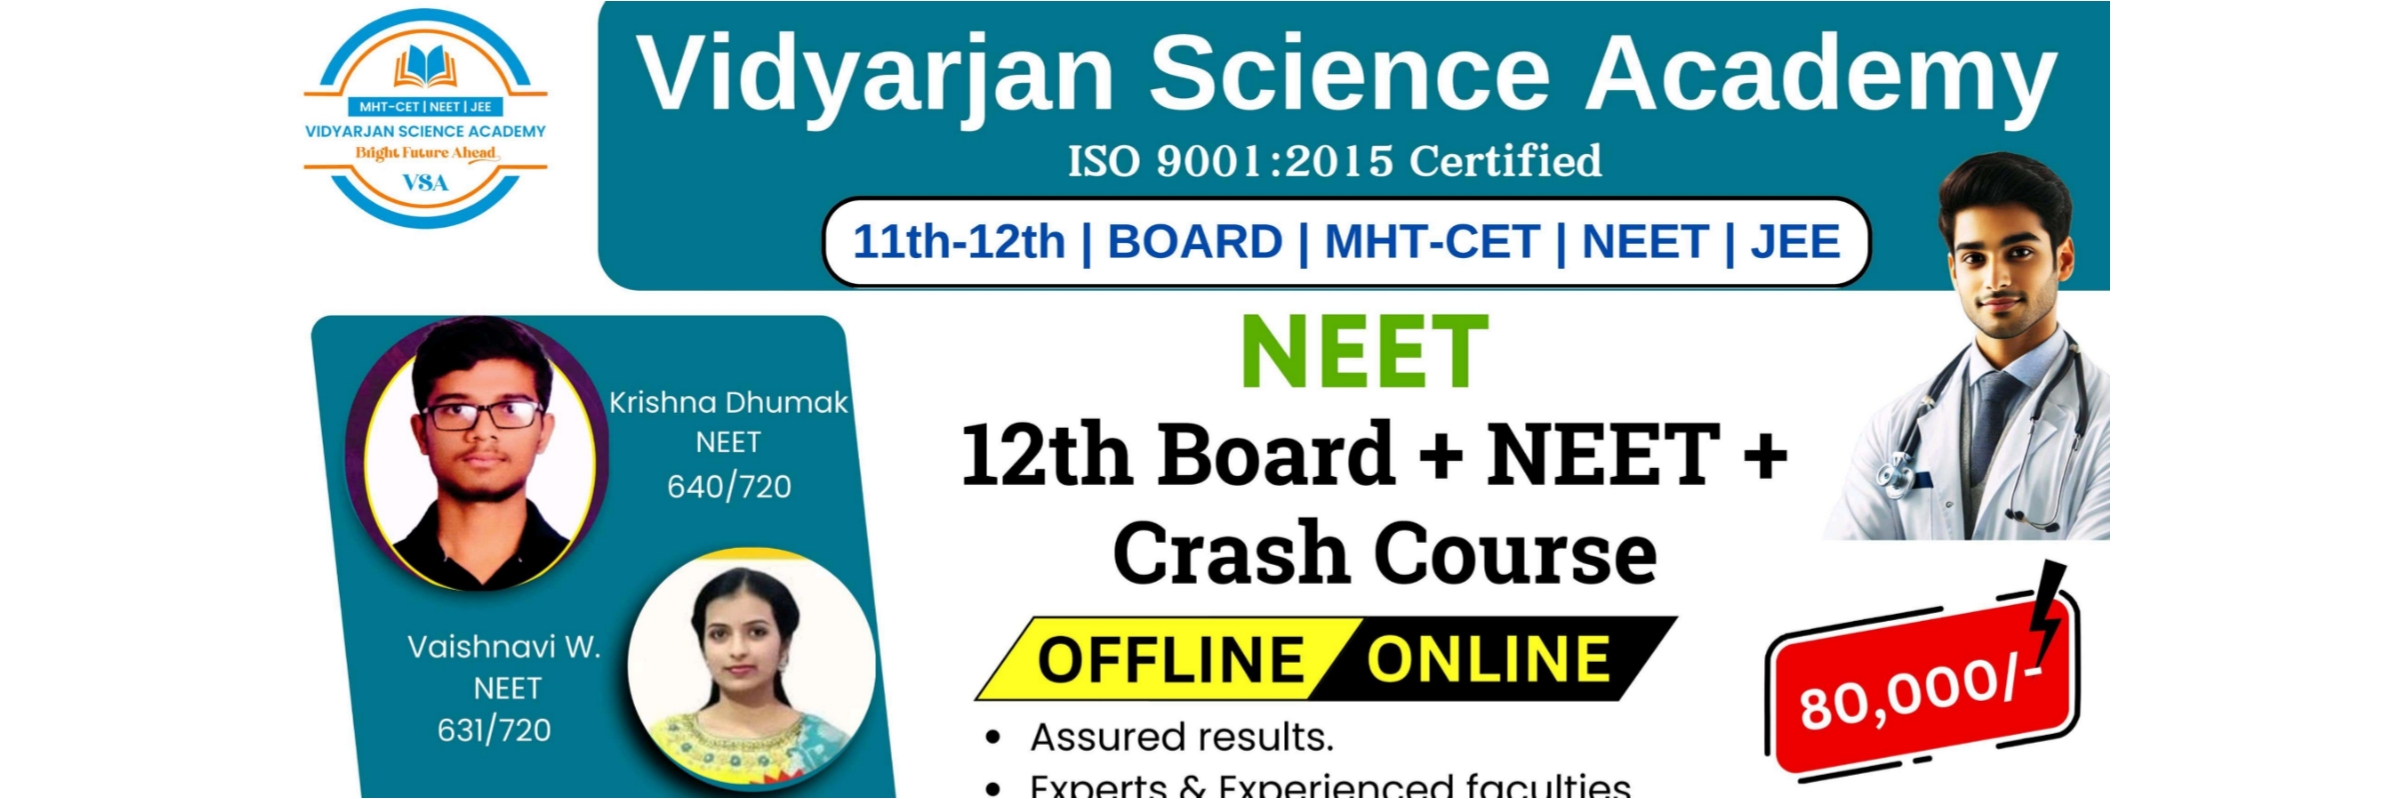 MHT-CET | NEET | JEE
VIDYARJAN SCIENCE ACADEMY
Bright Future Ahead
VSA
Vidyarjan Science Academy
ISO 9001:2015 Certified
11th-12th | BOARD | MHT-CET | NEET | JEE
Krishna Dhumak
NEET
640/720
Vaishnavi W.
NEET
631/720
NEET
12th Board + NEET +
Crash Course
OFFLINE ONLINE
• Assured results.
• Experts & Experienced faculties
80,000/-